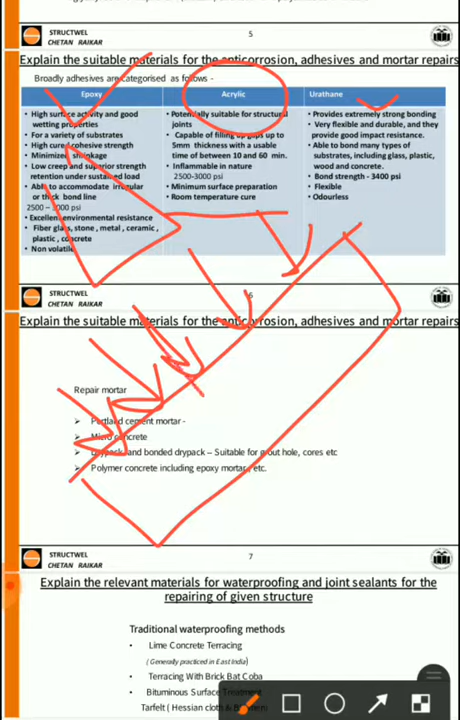 5
STRUCTWEL
CHETAN RAIKAR
Explain the suitable materials for the anticorrosion, adhesives and mortar repairs
Broadly adhesives are categorised as follows -
Epoxy
• High surface activity and good
wetting properties
• For a variety of substrates
• High cure cohesive strength
• Minimized shrinkage
• Low creep and superior strength
retention under sustained load
• Able to accommodate irregular
or thick bond line
2500 –
psi
• Excellent environmental resistance
• Fiber glass, stone, metal, ceramic,
plastic, concrete
• Non volatile
Acrylic
• Potentially suitable for structural
joints
• Capable of filling up gaps up to
5mm thickness with a usable
time of between 10 and 60 min.
• Inflammable in nature
2500-3000 psi
• Minimum surface preparation
• Room temperature cure
Urethane
• Provides extremely strong bonding
• Very flexible and durable, and they
provide good impact resistance.
• Able to bond many types of
substrates, including glass, plastic,
wood and concrete.
• Bond strength - 3400 psi
• Flexible
• Odourless
6
STRUCTWEL
CHETAN RAIKAR
Explain the suitable materials for the anticorrosion, adhesives and mortar repairs
Repair mortar
➢ Portland cement mortar -
➢ Micro concrete
➢ Drypack and bonded drypack – Suitable for grout hole, cores etc
➢ Polymer concrete including epoxy mortar, etc.
7
STRUCTWEL
CHETAN RAIKAR
Explain the relevant materials for waterproofing and joint sealants for the
repairing of given structure
Traditional waterproofing methods
• Lime Concrete Terracing
( Generally practiced in East India)
• Terracing With Brick Bat Coba
• Bituminous Surface Treatment
Tarfelt ( Hessian cloth &